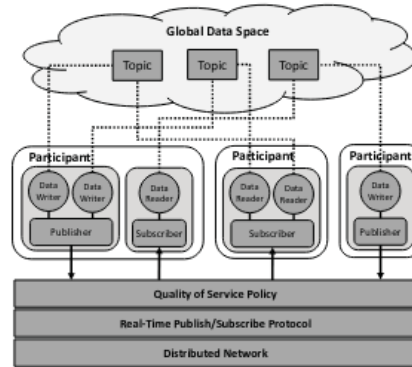 Global Data Space
Topic
Topic
Topic
Participant
Participant
Participant
Data
Writer
Data
Writer
Data
Reader
Data
Reader
Data
Reader
Data
Writer
Publisher
Subscriber
Subscriber
Publisher
Quality of Service Policy
Real-Time Publish/Subscribe Protocol
Distributed Network